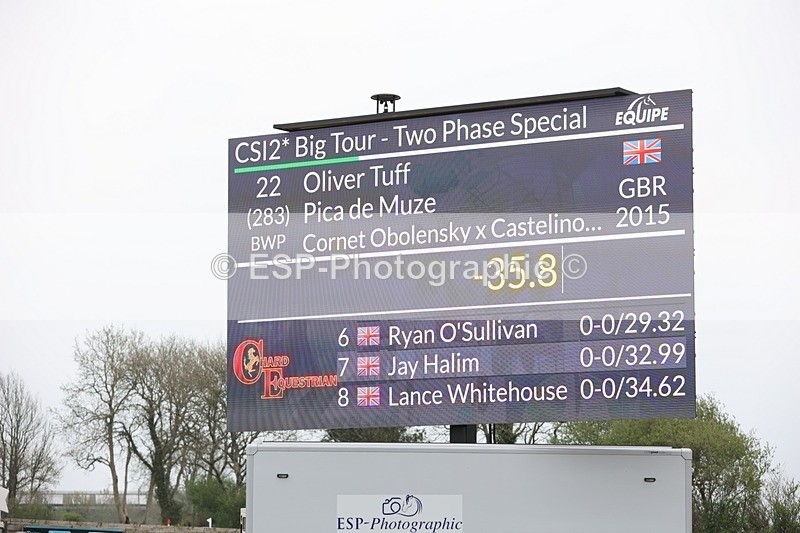 CSI2* Big Tour - Two Phase Special EQUIPE
22 Oliver Tuff
(283) Pica de Muze GBR
BWP Cornet Obolensky x Castelino... 2015
© ESP-Photographic ©
-35.8
6 Ryan O'Sullivan 0-0/29.32
7 Jay Halim 0-0/32.99
8 Lance Whitehouse 0-0/34.62
CHARD
EQUESTRIAN
ESP-Photographic